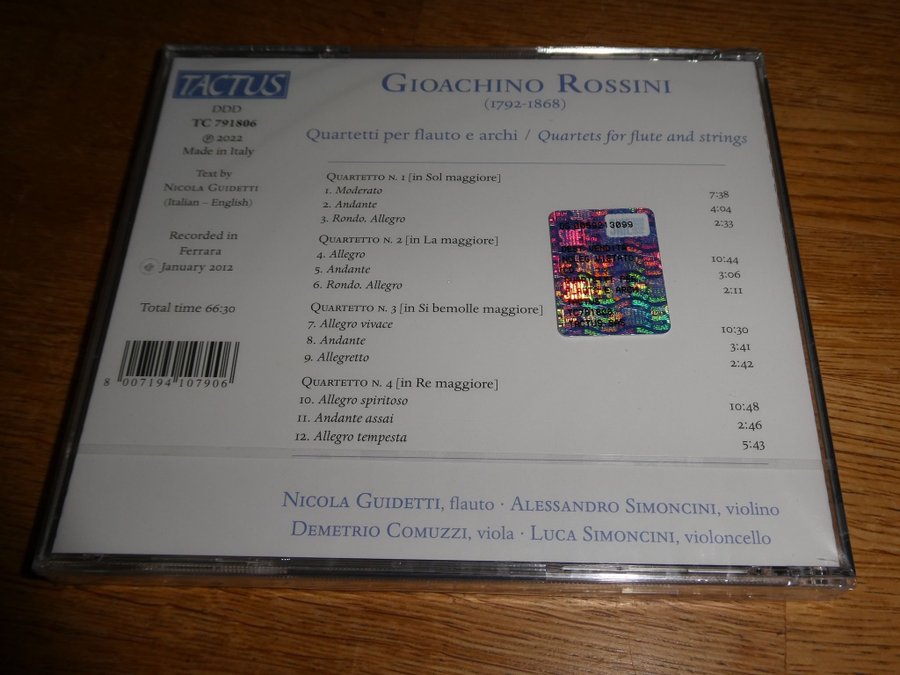 TACTUS
DDD
TC 791806
℗ 2022
Made in Italy
Text by
NICOLA GUIDETTI
(Italian – English)
Recorded in
Ferrara
January 2012
Total time 66:30
8 007194 107906
GIOACHINO ROSSINI
(1792-1868)
Quartetti per flauto e archi / Quartets for flute and strings
QUARTETTO N. 1 [in Sol maggiore]
1. Moderato 7:38
2. Andante 4:04
3. Rondo. Allegro 2:33
QUARTETTO N. 2 [in La maggiore]
4. Allegro 10:44
5. Andante 3:06
6. Rondo. Allegro 2:11
QUARTETTO N. 3 [in Si bemolle maggiore]
7. Allegro vivace 10:30
8. Andante 3:41
9. Allegretto 2:42
QUARTETTO N. 4 [in Re maggiore]
10. Allegro spiritoso 10:48
11. Andante assai 2:46
12. Allegro tempesta 5:43
NICOLA GUIDETTI, flauto · ALESSANDRO SIMONCINI, violino
DEMETRIO COMUZZI, viola · LUCA SIMONCINI, violoncello